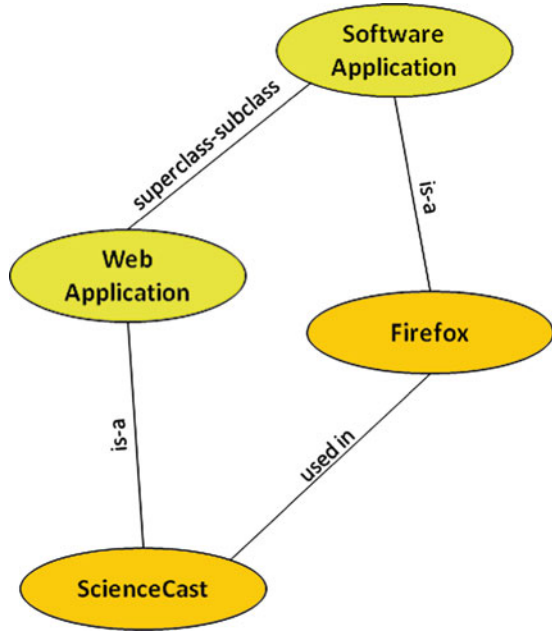 Software
Application
superclass-subclass
is-a
Web
Application
Firefox
is-a
used in
ScienceCast